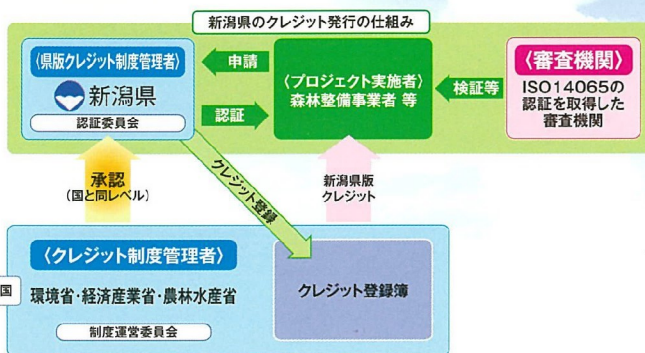 新潟県のクレジット発行の仕組み
〈県版クレジット制度管理者〉
新潟県
認証委員会
申請
認証
〈プロジェクト実施者〉
森林整備事業者 等
検証等
〈審査機関〉
ISO14065の
認証を取得した
審査機関
承認
(国と同レベル)
クレジット登録
新潟県版
クレジット
国
〈クレジット制度管理者〉
環境省・経済産業省・農林水産省
制度運営委員会
クレジット登録簿